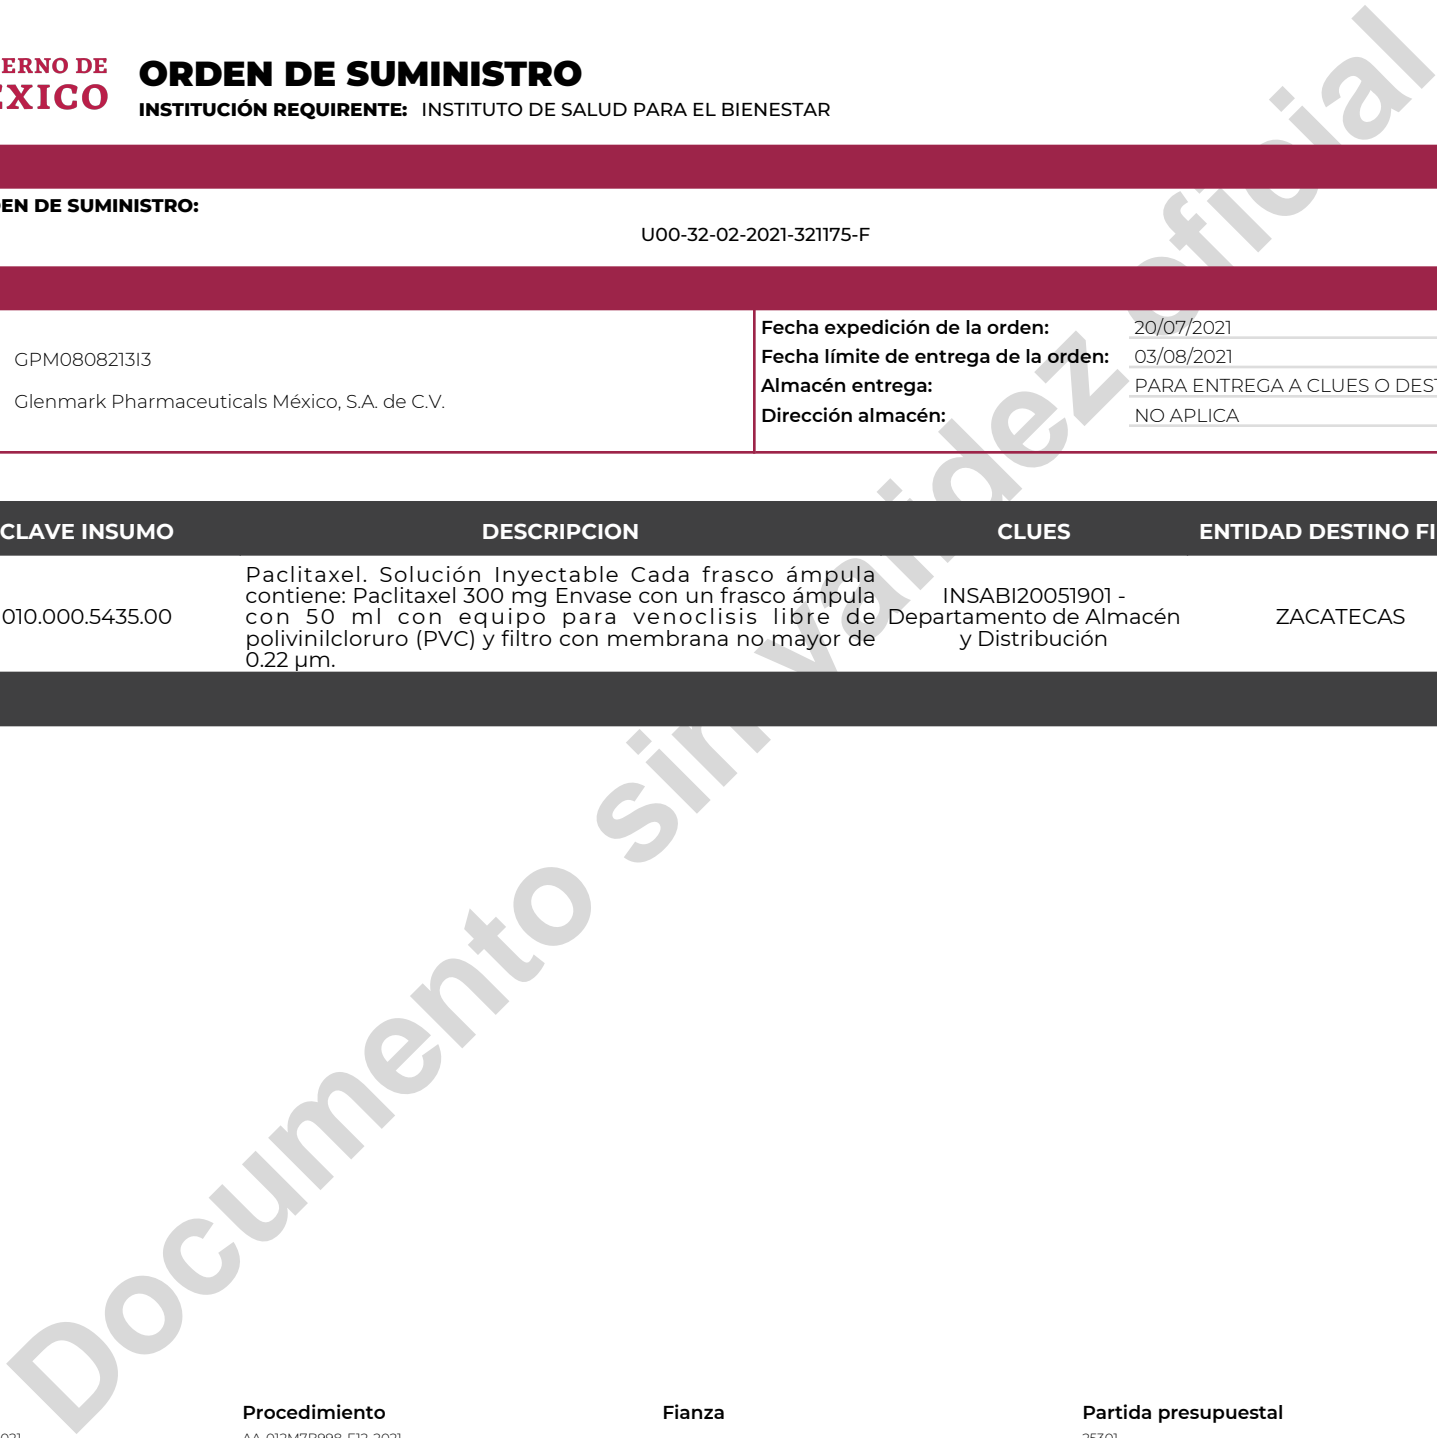 ERNO DE
ÉXICO
ORDEN DE SUMINISTRO
INSTITUCIÓN REQUIRENTE: INSTITUTO DE SALUD PARA EL BIENESTAR
EN DE SUMINISTRO:
U00-32-02-2021-321175-F
GPM0808213I3
Glenmark Pharmaceuticals México, S.A. de C.V.
Fecha expedición de la orden: 20/07/2021
Fecha límite de entrega de la orden: 03/08/2021
Almacén entrega: PARA ENTREGA A CLUES O DEST
Dirección almacén: NO APLICA
CLAVE INSUMO DESCRIPCION CLUES ENTIDAD DESTINO FI
010.000.5435.00
Paclitaxel. Solución Inyectable Cada frasco ámpula
contiene: Paclitaxel 300 mg Envase con un frasco ámpula
con 50 ml con equipo para venoclisis libre de
polivinilcloruro (PVC) y filtro con membrana no mayor de
0.22 µm.
INSABI20051901 -
Departamento de Almacén
y Distribución
ZACATECAS
Documento sin validez oficial
Procedimiento Fianza Partida presupuestal